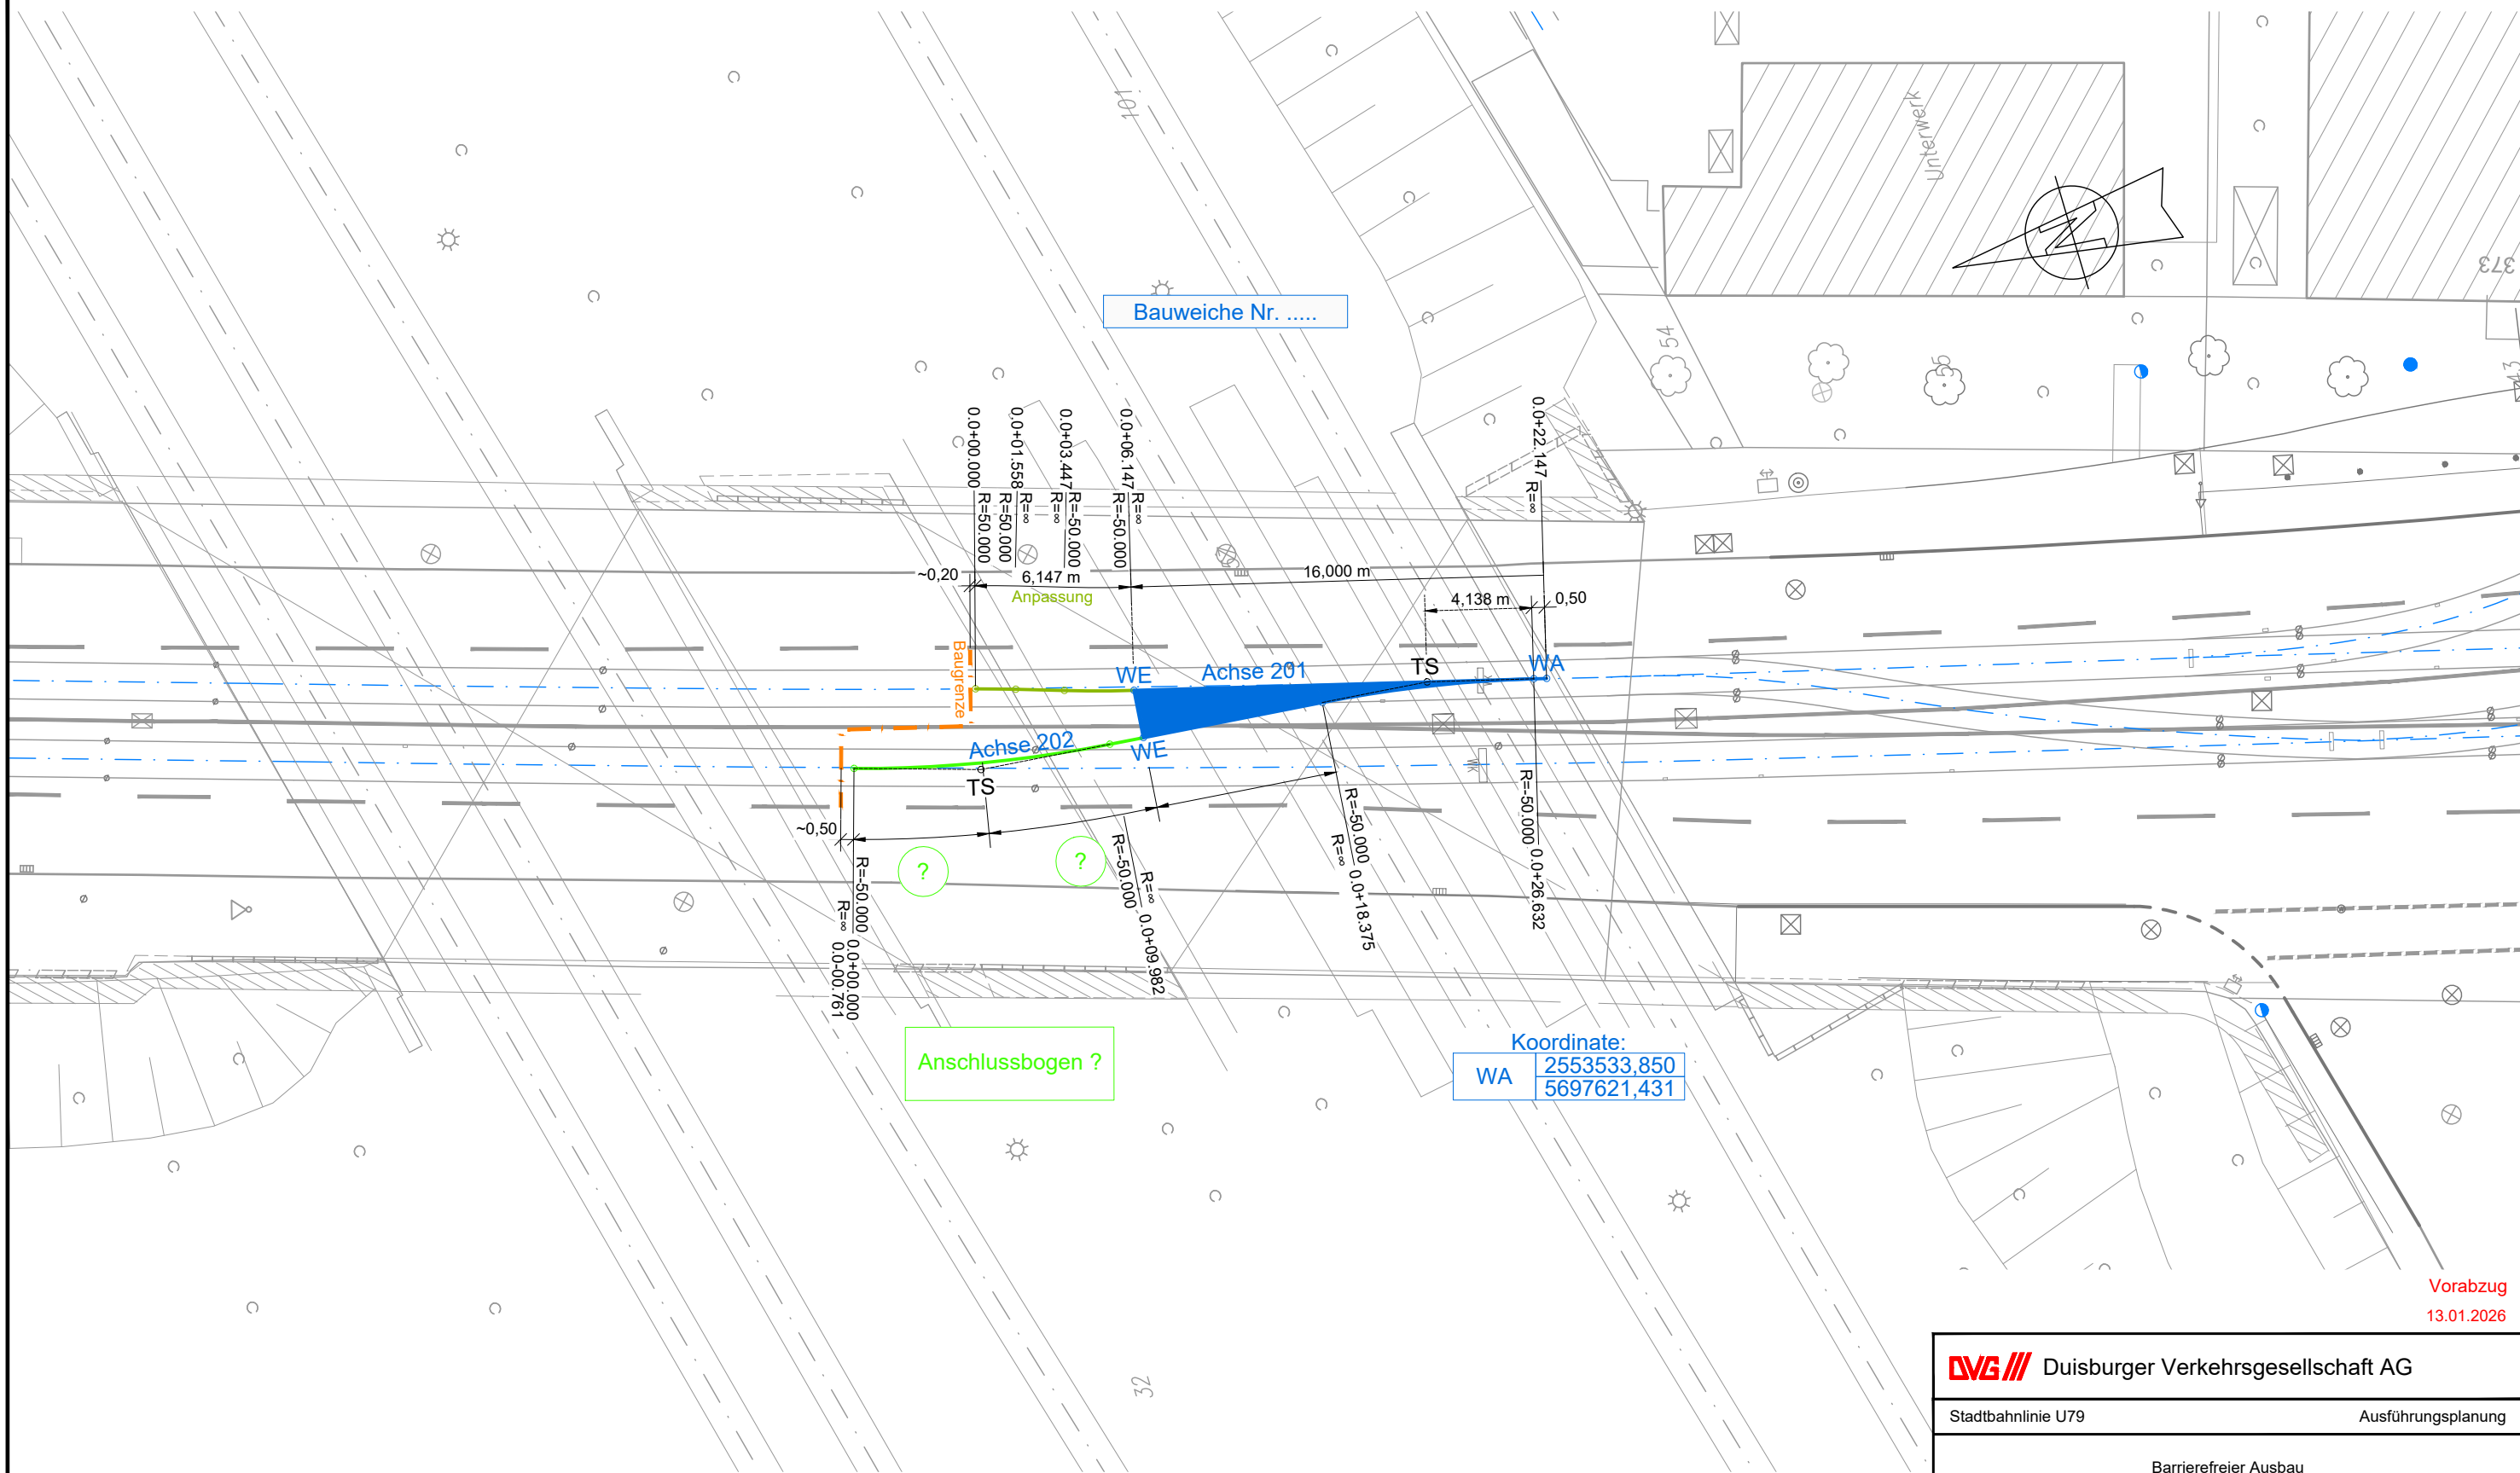 101
Unterwerk
373
54
56
43
Bauweiche Nr. .....
0.0+00.000
R=50.000
0.0+01.558
R=50.000
R=∞
0.0+03.447
R=∞
R=-50.000
0.0+06.147
R=-50.000
R=∞
0.0+22.147
R=∞
~0,20
6,147 m
Anpassung
16,000 m
4,138 m
0,50
Baugrenze
WE
Achse 201
TS
WA
WK
Achse 202
WE
TS
WK
~0,50
?
?
R=-50.000
R=∞
0.0+00.000
0.0-00.761
R=∞
R=-50.000
0.0+09.982
R=-50.000
R=∞
0.0+18.375
R=-50.000
0.0+26.632
Anschlussbogen ?
Koordinate:
WA
2553533,850
5697621,431
32
Vorabzug
13.01.2026
DVG Duisburger Verkehrsgesellschaft AG
Stadtbahnlinie U79 Ausführungsplanung
Barrierefreier Ausbau